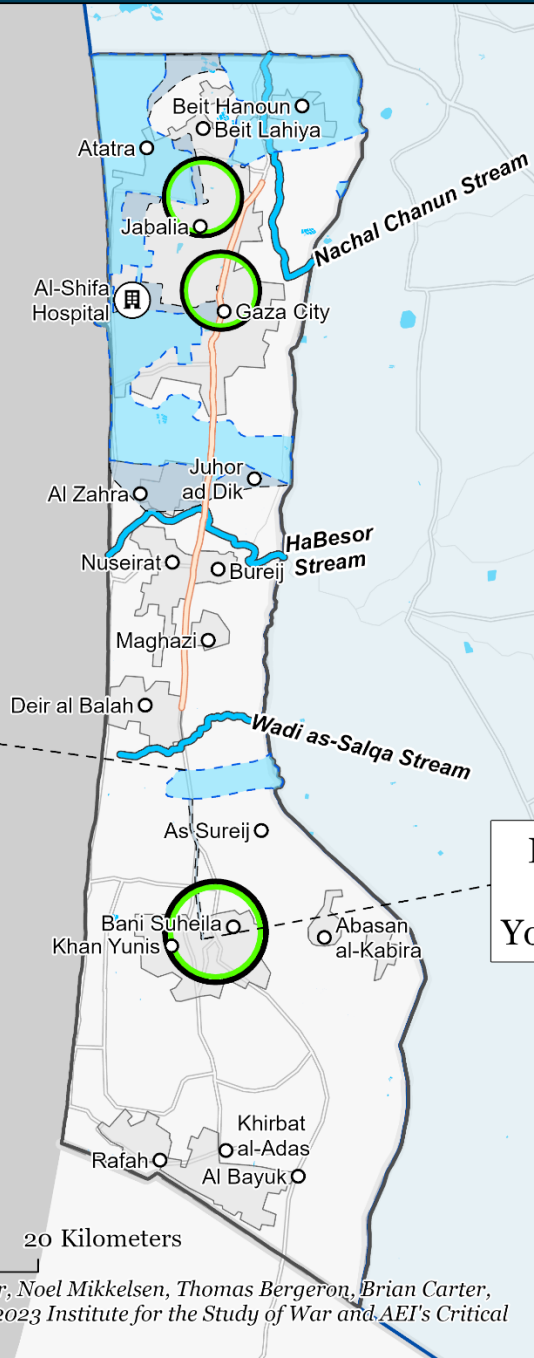 Beit Hanoun
Beit Lahiya
Atatra
Nachal Chanun Stream
Jabalia
Al-Shifa
Hospital
Gaza City
Juhor
ad Dik
Al Zahra
HaBesor
Stream
Nuseirat
Bureij
Maghazi
Deir al Balah
Wadi as-Salqa Stream
As Sureij
Bani Suheila
Khan Yunis
Abasan
al-Kabira
Yo
Khirbat
al-Adas
Rafah
Al Bayuk
20 Kilometers
r, Noel Mikkelsen, Thomas Bergeron, Brian Carter,
2023 Institute for the Study of War and AEI's Critical